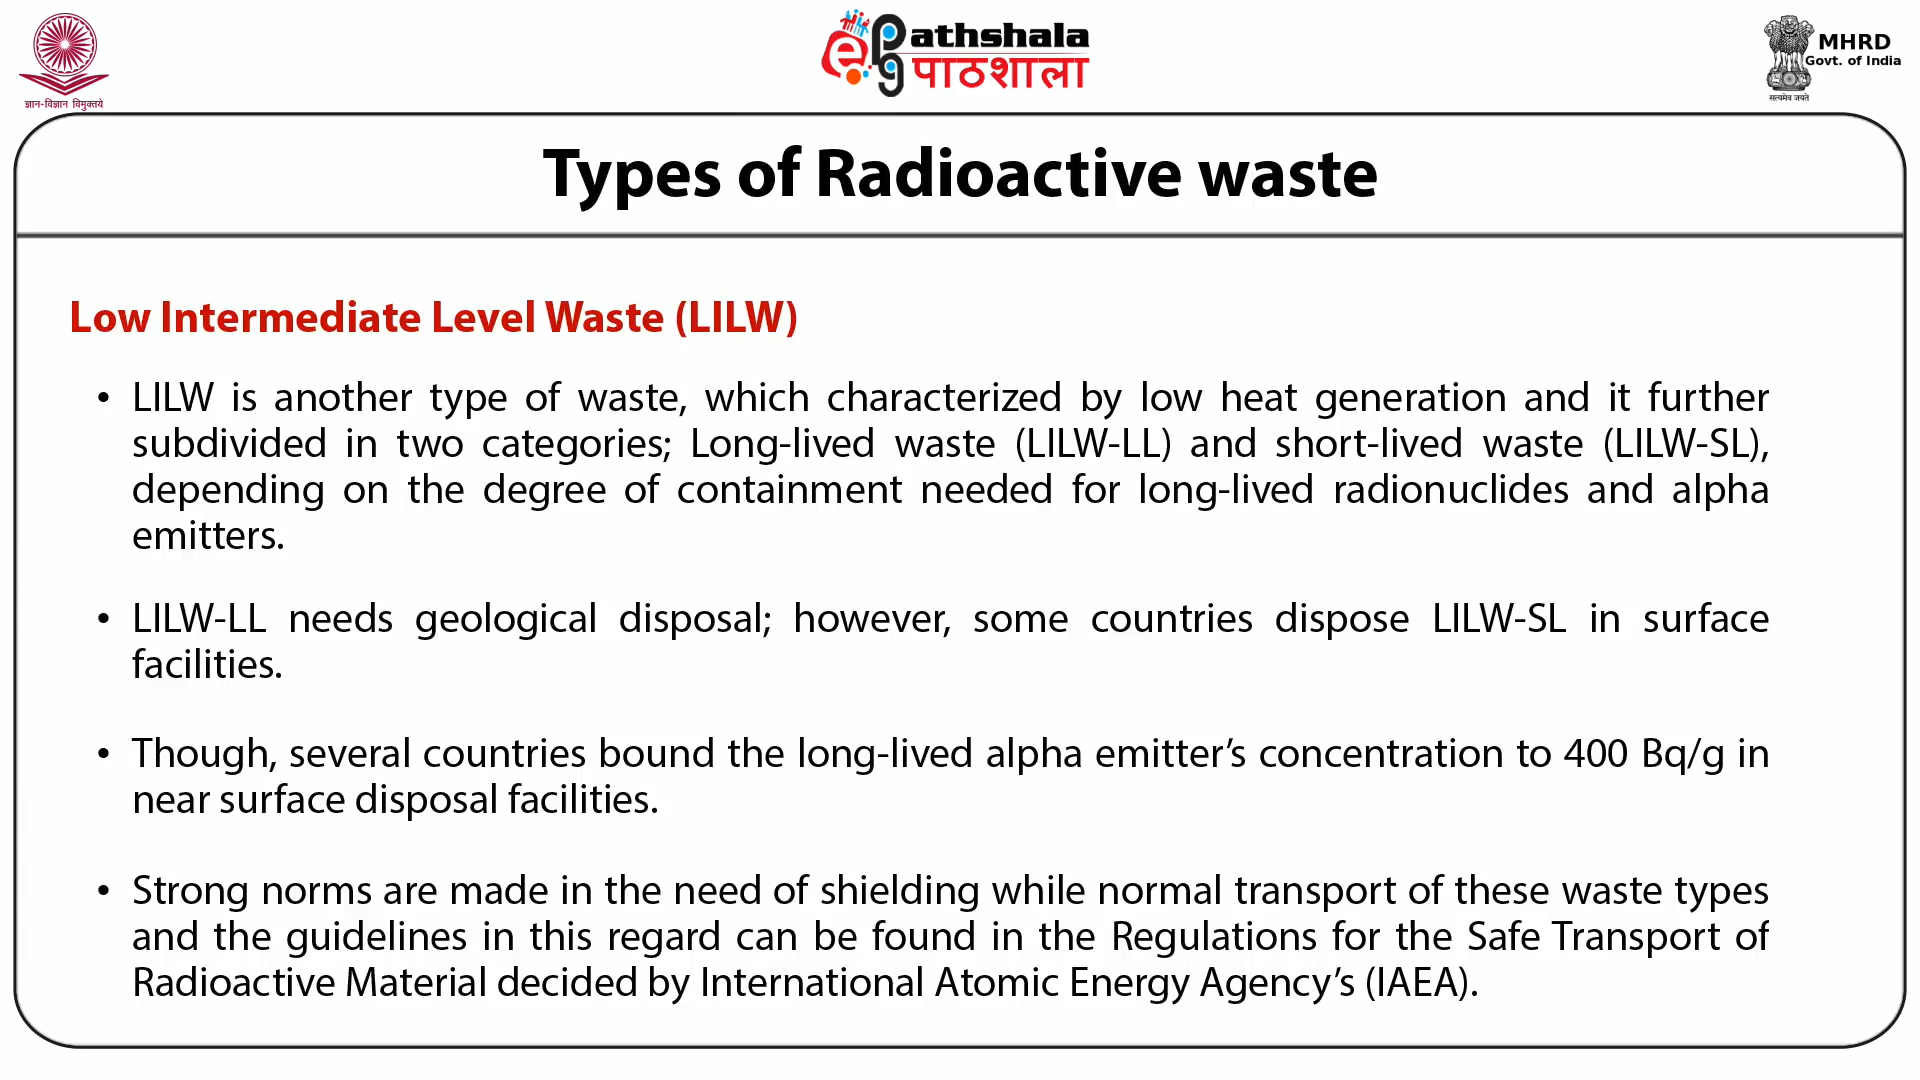 ज्ञान-विज्ञान विमुक्तये
ePathshala
पाठशाला
MHRD
Govt. of India
सत्यमेव जयते
Types of Radioactive waste
Low Intermediate Level Waste (LILW)
• LILW is another type of waste, which characterized by low heat generation and it further
subdivided in two categories; Long-lived waste (LILW-LL) and short-lived waste (LILW-SL),
depending on the degree of containment needed for long-lived radionuclides and alpha
emitters.
• LILW-LL needs geological disposal; however, some countries dispose LILW-SL in surface
facilities.
• Though, several countries bound the long-lived alpha emitter’s concentration to 400 Bq/g in
near surface disposal facilities.
• Strong norms are made in the need of shielding while normal transport of these waste types
and the guidelines in this regard can be found in the Regulations for the Safe Transport of
Radioactive Material decided by International Atomic Energy Agency’s (IAEA).